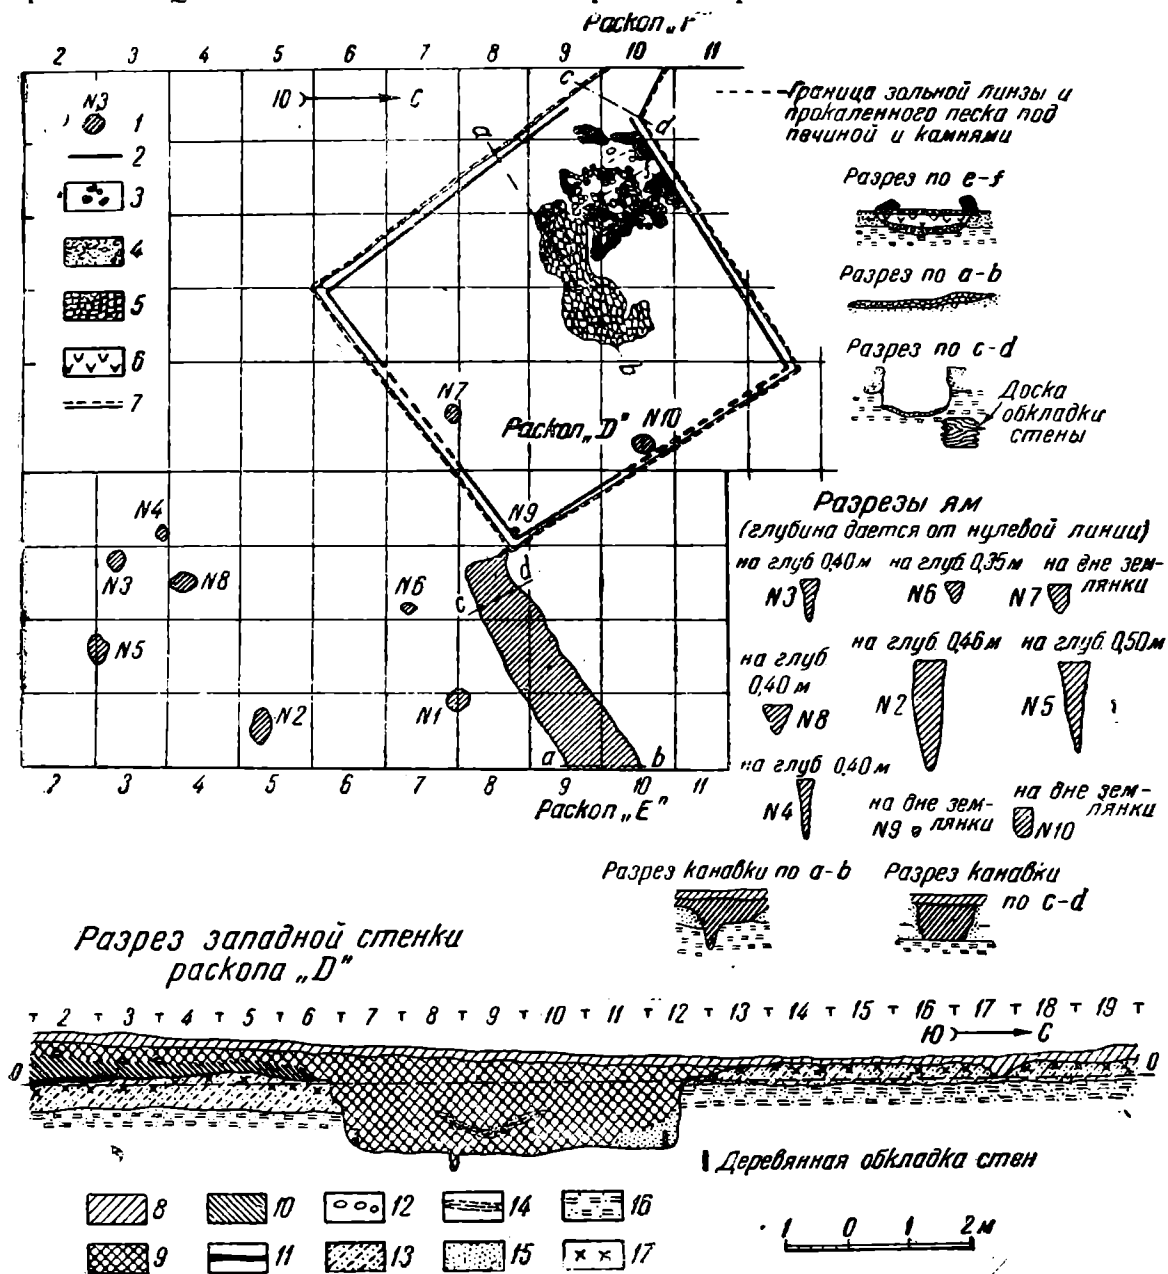 Раскоп „F"
2 3 4 5 6 7 8 9 10 11
Ю С
N3
1
2
3
4
5
6
7
a
b
c
d
N7
Раскоп „D"
N10
N9
Граница зольной линзы и
прокаленного песка под
печиной и камнями
Разрез по e-f
Разрез по a-b
Разрез по c-d
Доска
обкладки
стены
N4
N3
N8
N5
N6
N2
N1
c
d
a
b
2 3 4 5 6 7 8 9 10 11
Раскоп „E"
Разрезы ям
(глубина дается от нулевой линии)
на глуб 0,40 м
N3
на глуб. 0,35 м
N6
на дне зем-
лянки
N7
на глуб.
0,40 м
N8
на глуб. 0,46 м
N2
на глуб. 0,50 м
N5
на глуб 0,40 м
N4
на дне зем-
лянки
N9
на дне зем-
лянки
N10
Разрез канавки по a-b
Разрез канавки
по c-d
Разрез западной стенки
раскопа „D"
2 3 4 5 6 7 8 9 10 11 12 13 14 15 16 17 18 19
Ю С
0 0
Деревянная обкладка стен
8 10 12 14 16
9 11 13 15 17
1 0 1 2 м